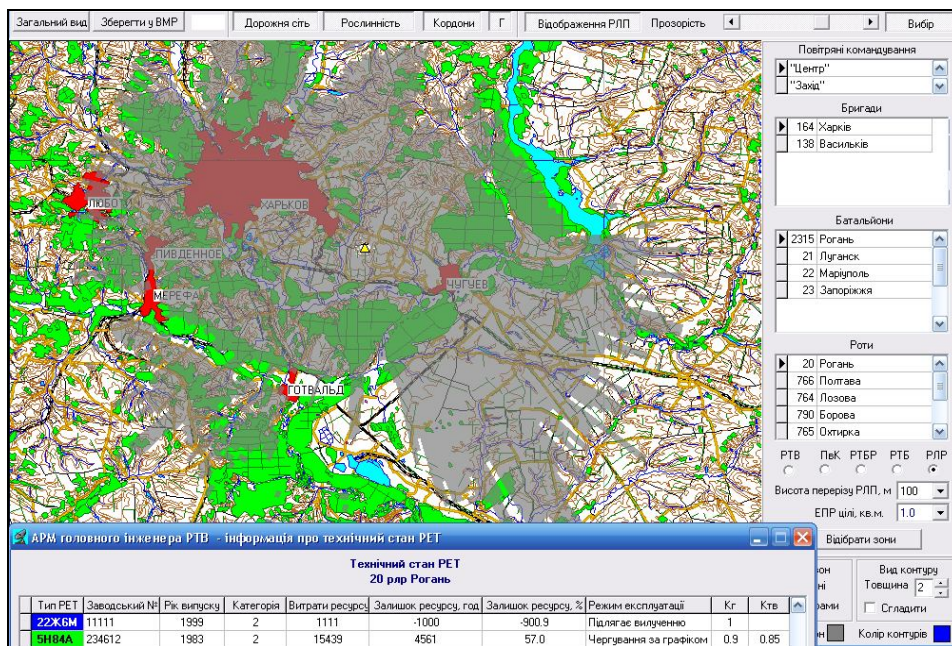 Загальний вид Зберегти у BMP Дорожня сіть Рослинність Кордони Г Відображення РЛП Прозорість Вибір
Повітряні командування
"Центр"
"Захід"
Бригади
164 Харків
138 Васильків
Батальйони
2315 Рогань
21 Луганск
22 Маріуполь
23 Запоріжжя
Роти
20 Рогань
766 Полтава
764 Лозова
790 Борова
765 Охтирка
РТВ ПвК РТБР РТБ РЛР
Висота перерізу РЛП, м 100
ЕПР цілі, кв.м. 1.0
Відібрати зони
Вид контуру
Товщина 2
Сгладити
Колір контурів
ЛЮБО
ХАРЬКОВ
ПИВДЕННОЕ
МЕРЕФА
ЧУГУЕВ
ГОТВАЛЬД
АРМ головного інженера РТВ - інформація про технічний стан РЕТ
Технічний стан РЕТ
20 рлр Рогань
Тип РЕТ Заводський № Рік випуску Категорія Витрати ресурсу Залишок ресурсу, год Залишок ресурсу, % Режим експлуатації Кг Ктв
22Ж6М 11111 1999 2 1111 -1000 -900.9 Підлягає вилученню 1
5Н84А 234612 1983 2 15439 4561 57.0 Чергування за графіком 0.9 0.85